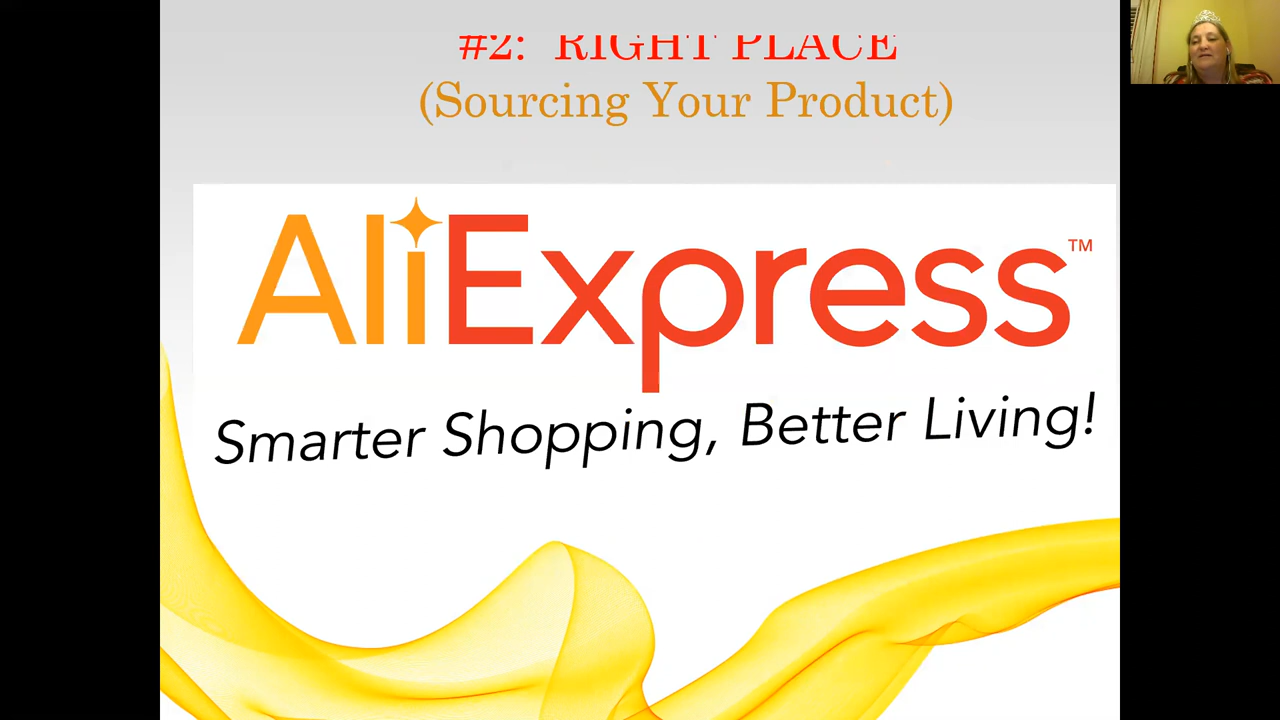 #2: RIGHT PLACE
(Sourcing Your Product)
AliExpress™
Smarter Shopping, Better Living!